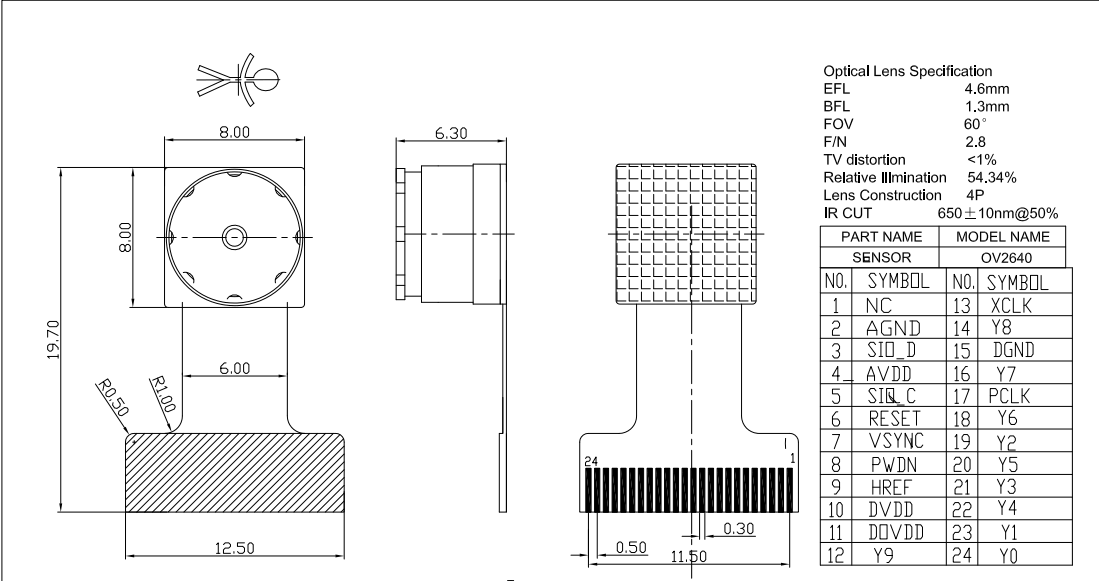 Optical Lens Specification
EFL 4.6mm
BFL 1.3mm
FOV 60°
F/N 2.8
TV distortion <1%
Relative Illmination 54.34%
Lens Construction 4P
IR CUT 650±10nm@50%
PART NAME MODEL NAME
SENSOR OV2640
NO. SYMBOL NO. SYMBOL
1 NC 13 XCLK
2 AGND 14 Y8
3 SIO_D 15 DGND
4 AVDD 16 Y7
5 SIO_C 17 PCLK
6 RESET 18 Y6
7 VSYNC 19 Y2
8 PWDN 20 Y5
9 HREF 21 Y3
10 DVDD 22 Y4
11 DOVDD 23 Y1
12 Y9 24 Y0
8.00
6.30
8.00
19.70
6.00
R0.50
R1.00
12.50
24
1
0.30
0.50
11.50